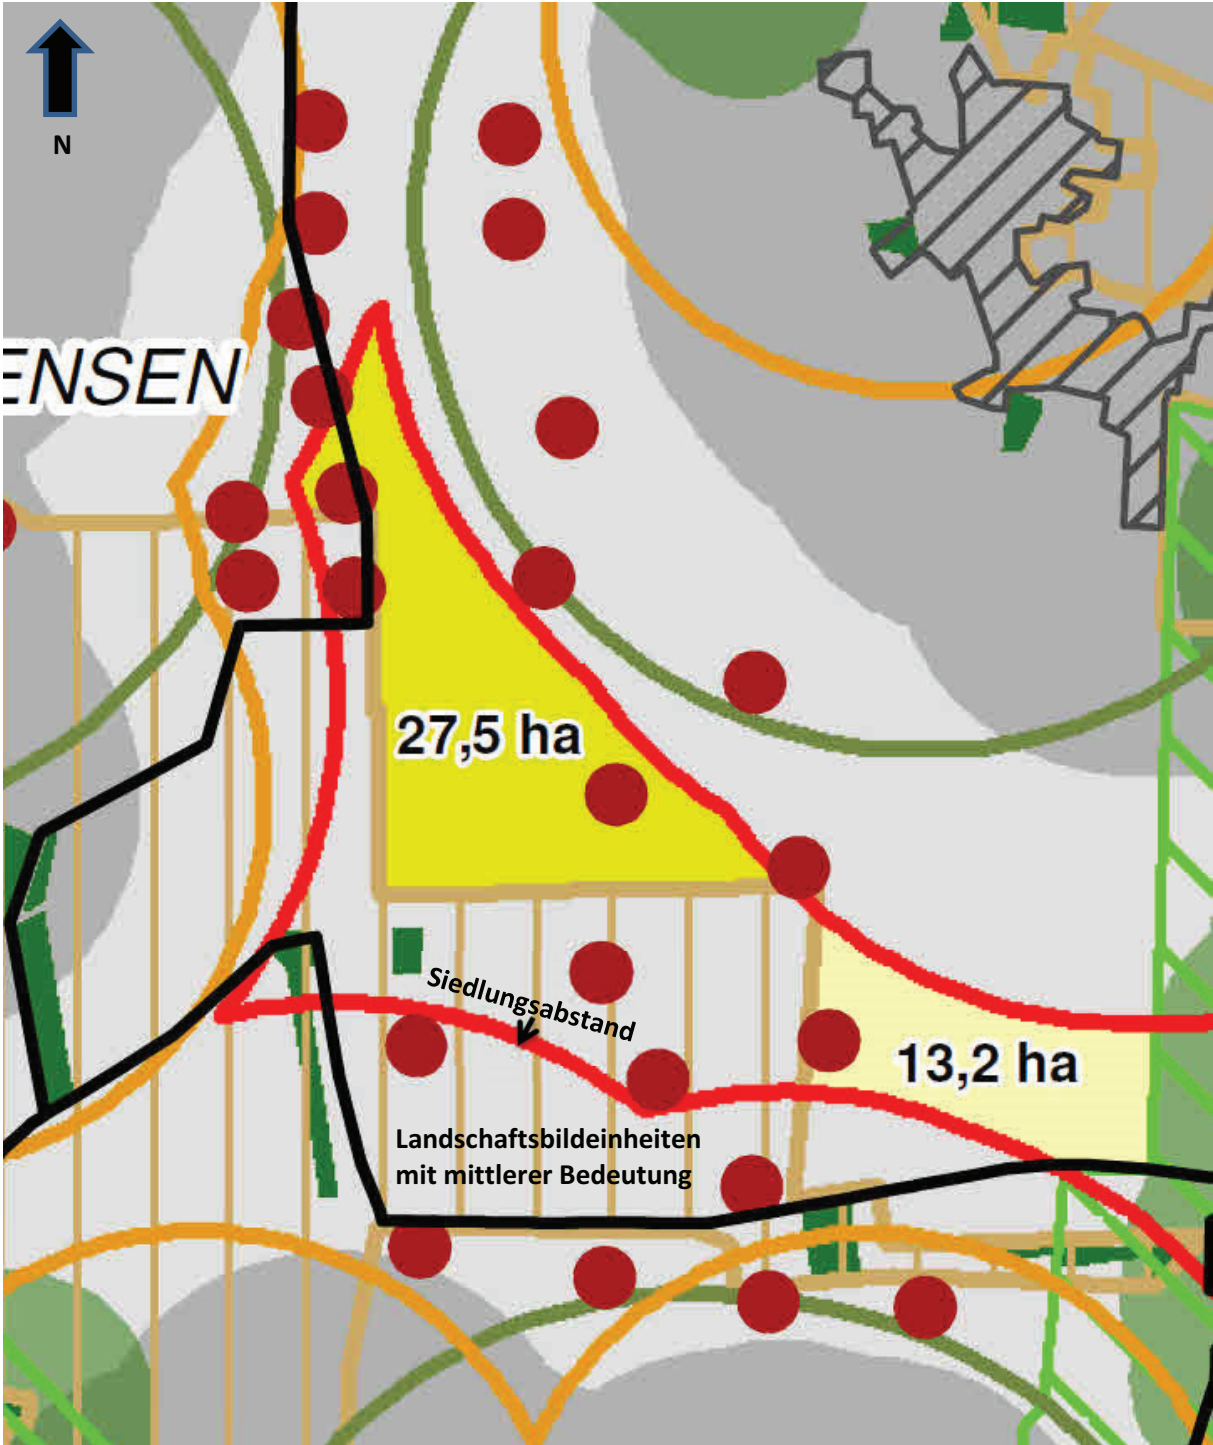 N
ENSEN
27,5 ha
Siedlungsabstand
13,2 ha
Landschaftsbildeinheiten
mit mittlerer Bedeutung